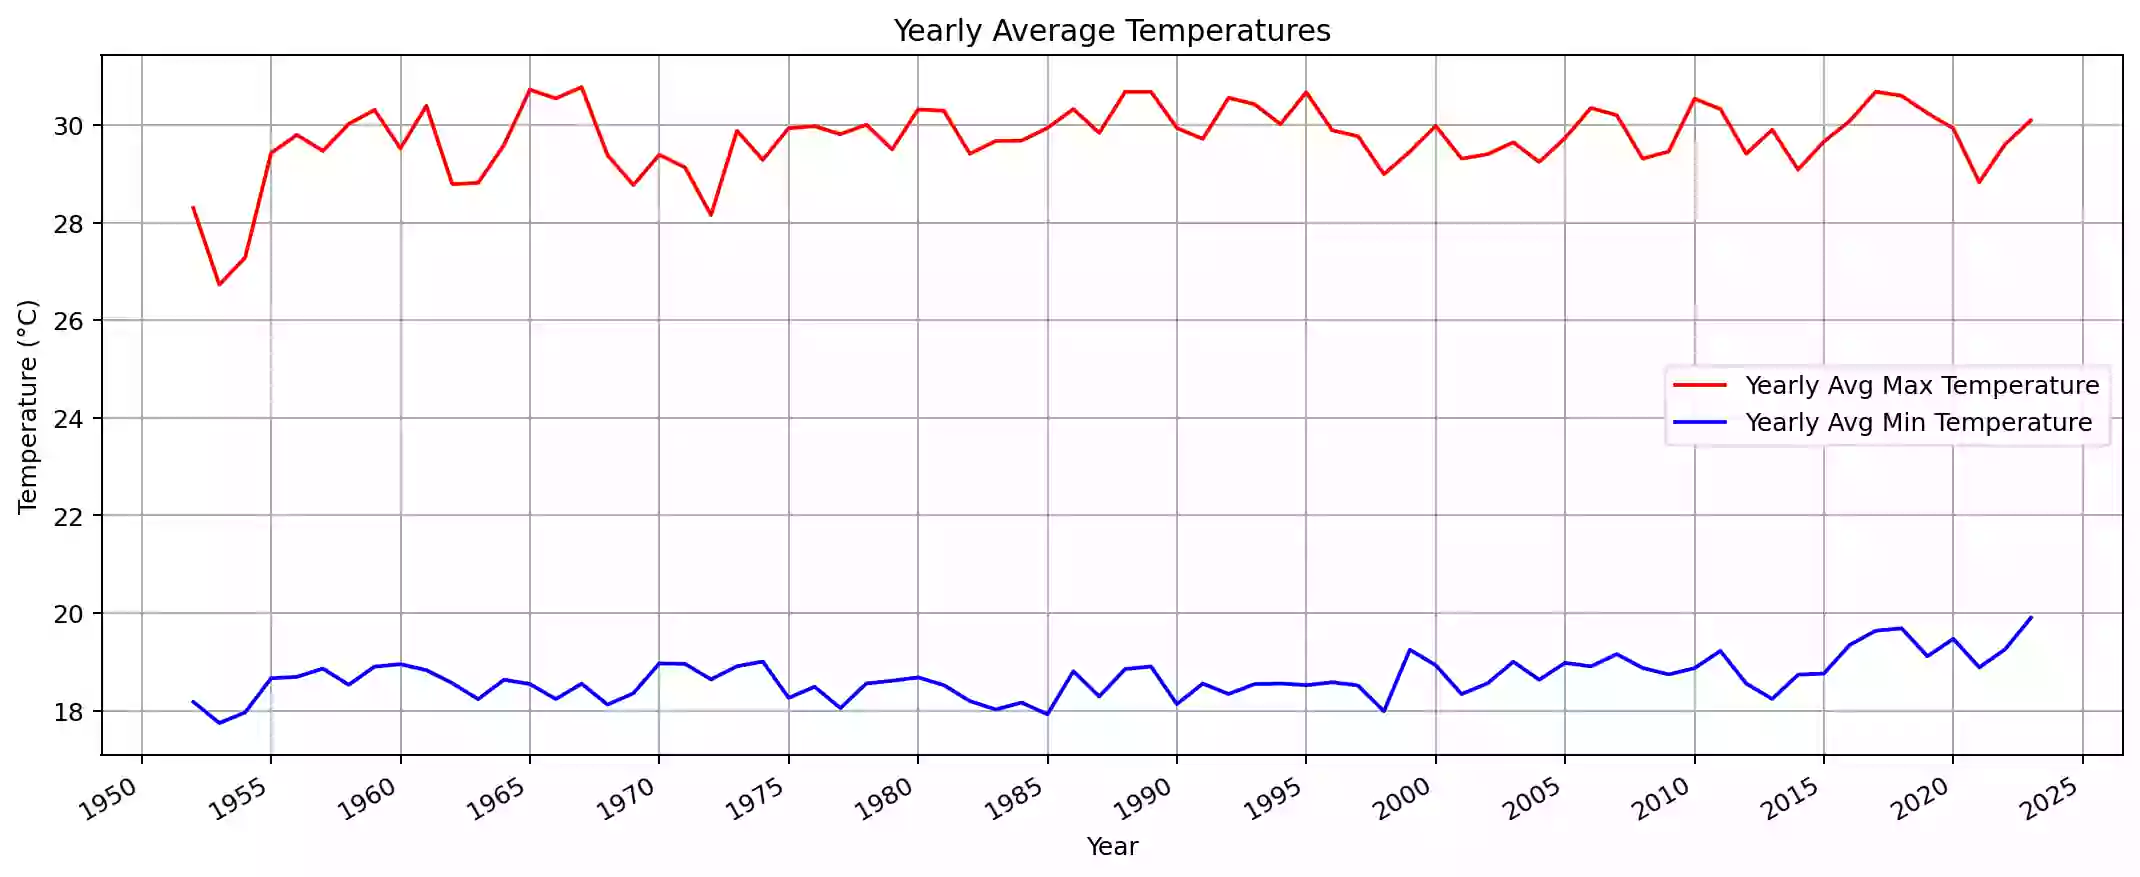 Yearly Average Temperatures
Temperature (°C)
30
28
26
24
22
20
18
Yearly Avg Max Temperature
Yearly Avg Min Temperature
1950 1955 1960 1965 1970 1975 1980 1985 1990 1995 2000 2005 2010 2015 2020 2025
Year